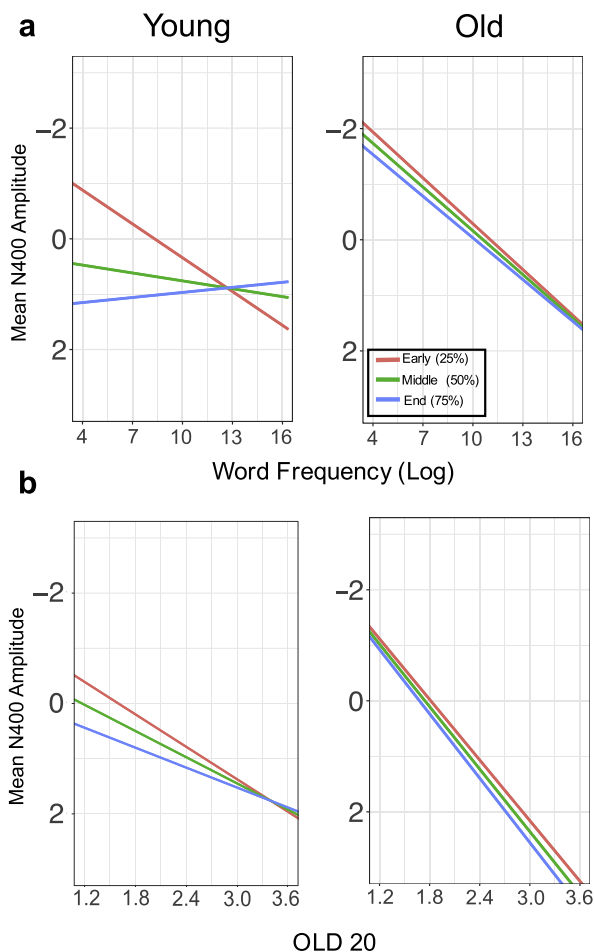 a
Young Old
Mean N400 Amplitude
−2
0
2
−2
0
2
Early (25%)
Middle (50%)
End (75%)
4 7 10 13 16
4 7 10 13 16
Word Frequency (Log)
b
Mean N400 Amplitude
−2
0
2
−2
0
2
1.2 1.8 2.4 3.0 3.6
1.2 1.8 2.4 3.0 3.6
OLD 20